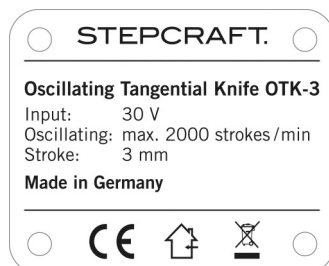 STEPCRAFT.
Oscillating Tangential Knife OTK-3
Input: 30 V
Oscillating: max. 2000 strokes/min
Stroke: 3 mm
Made in Germany
CE